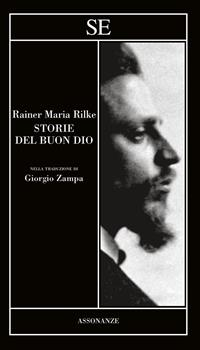 SE
Rainer Maria Rilke
STORIE
DEL BUON DIO
NELLA TRADUZIONE DI
Giorgio Zampa
ASSONANZE